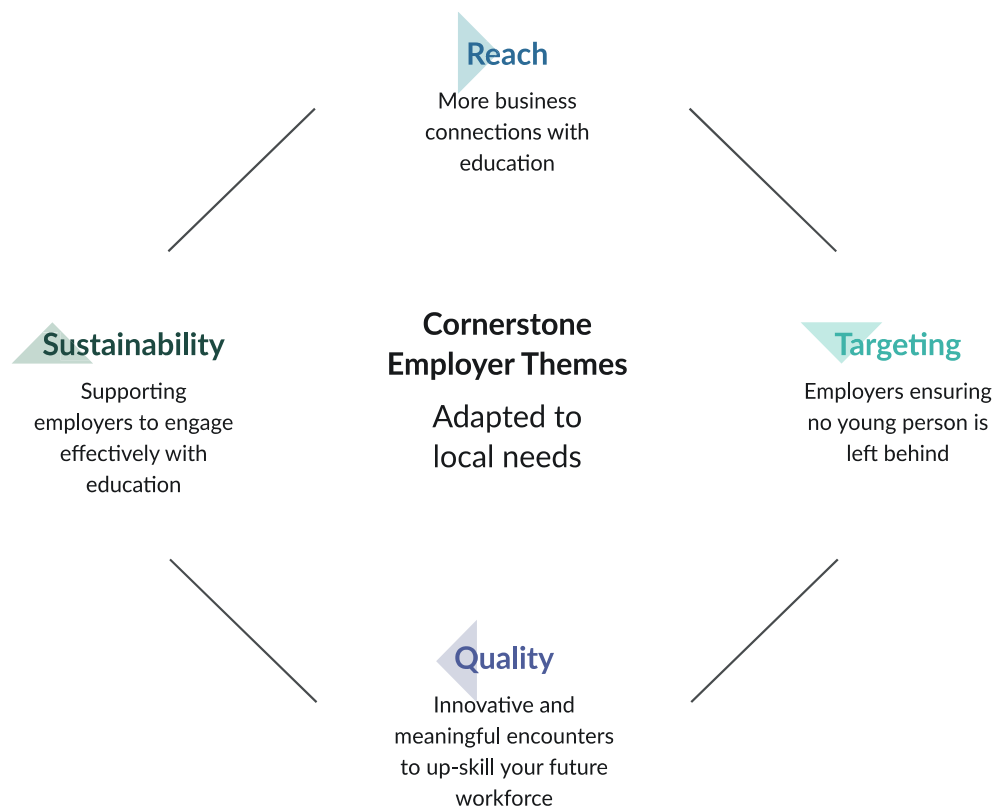 Reach
More business
connections with
education
Sustainability
Supporting
employers to engage
effectively with
education
Cornerstone
Employer Themes
Adapted to
local needs
Targeting
Employers ensuring
no young person is
left behind
Quality
Innovative and
meaningful encounters
to up-skill your future
workforce